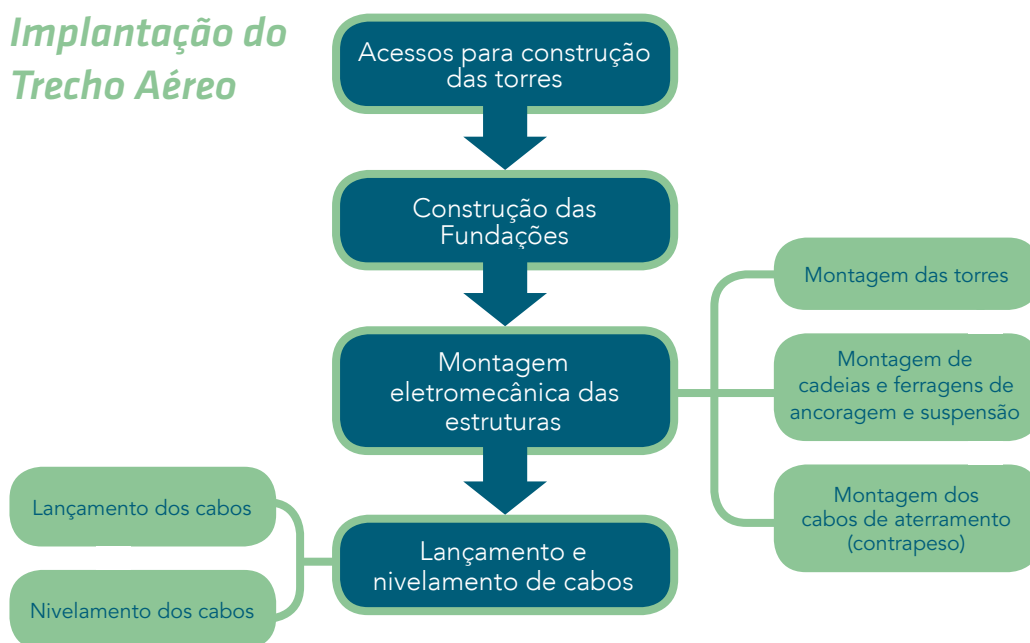 Implantação do
Trecho Aéreo
Acessos para construção
das torres
Construção das
Fundações
Montagem
eletromecânica das
estruturas
Montagem das torres
Montagem de
cadeias e ferragens de
ancoragem e suspensão
Montagem dos
cabos de aterramento
(contrapeso)
Lançamento e
nivelamento de cabos
Lançamento dos cabos
Nivelamento dos cabos